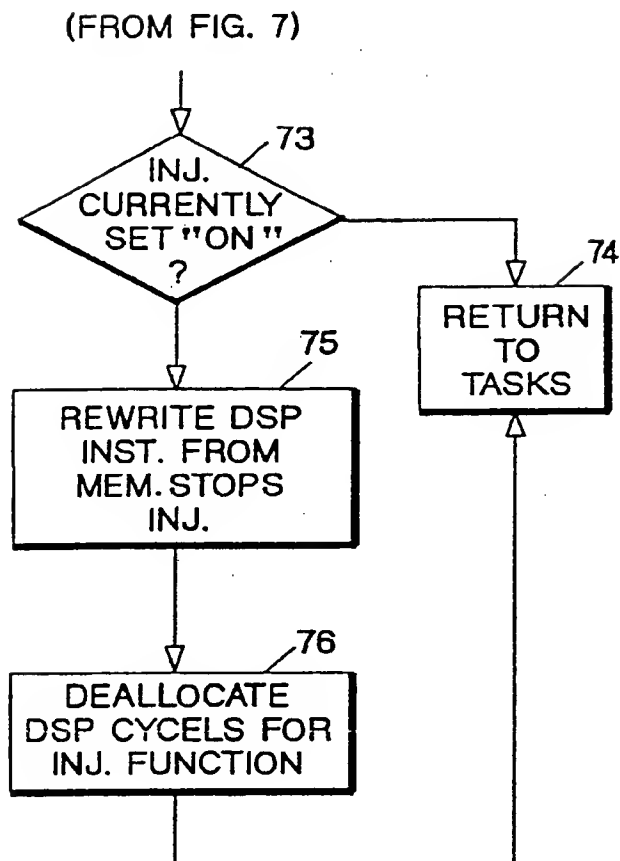 (FROM FIG. 7)
73
INJ.
CURRENTLY
SET "ON"
?
74
RETURN
TO
TASKS
75
REWRITE DSP
INST. FROM
MEM. STOPS
INJ.
76
DEALLOCATE
DSP CYCELS FOR
INJ. FUNCTION